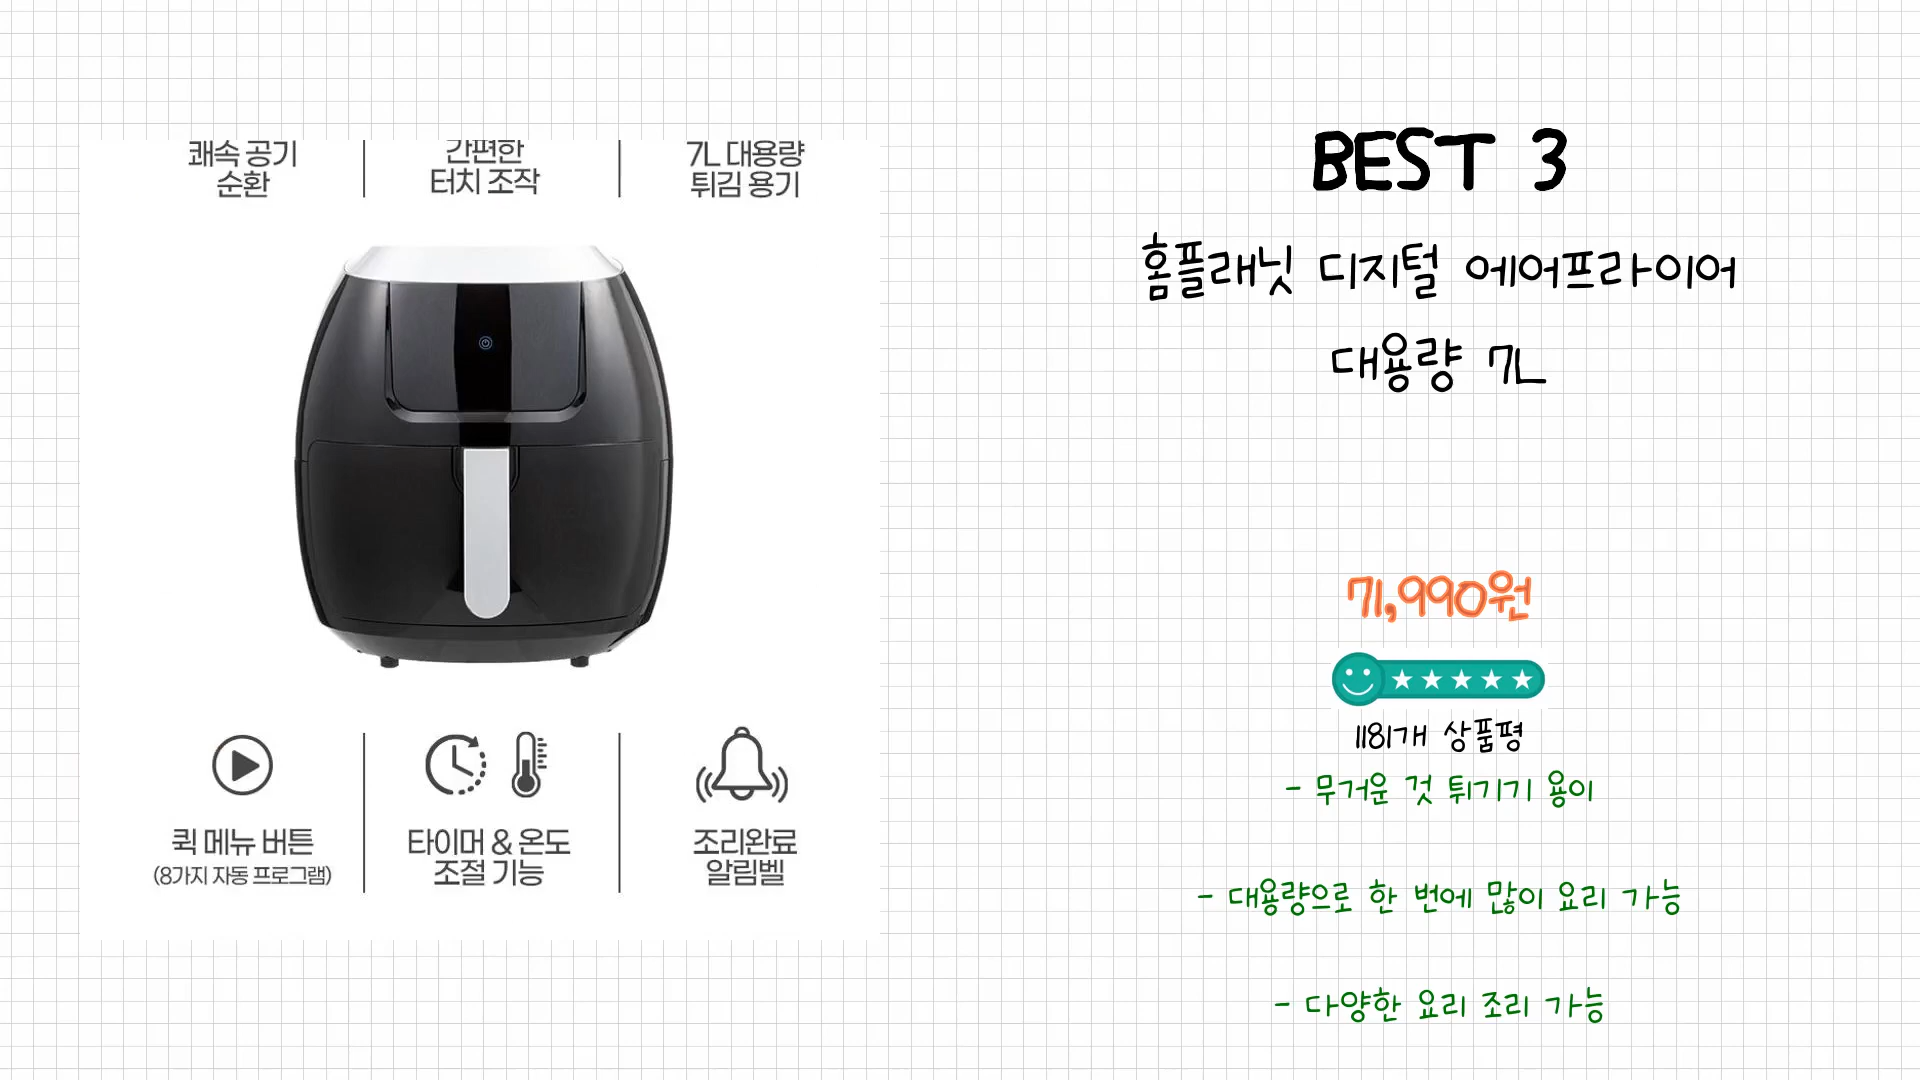 쾌속 공기
순환
간편한
터치 조작
7L 대용량
튀김 용기
퀵 메뉴 버튼
(8가지 자동 프로그램)
타이머 & 온도
조절 기능
조리완료
알림벨
BEST 3
홈플래닛 디지털 에어프라이어
대용량 7L
71,990원
1181개 상품평
- 무거운 것 튀기기 용이
- 대용량으로 한 번에 많이 요리 가능
- 다양한 요리 조리 가능